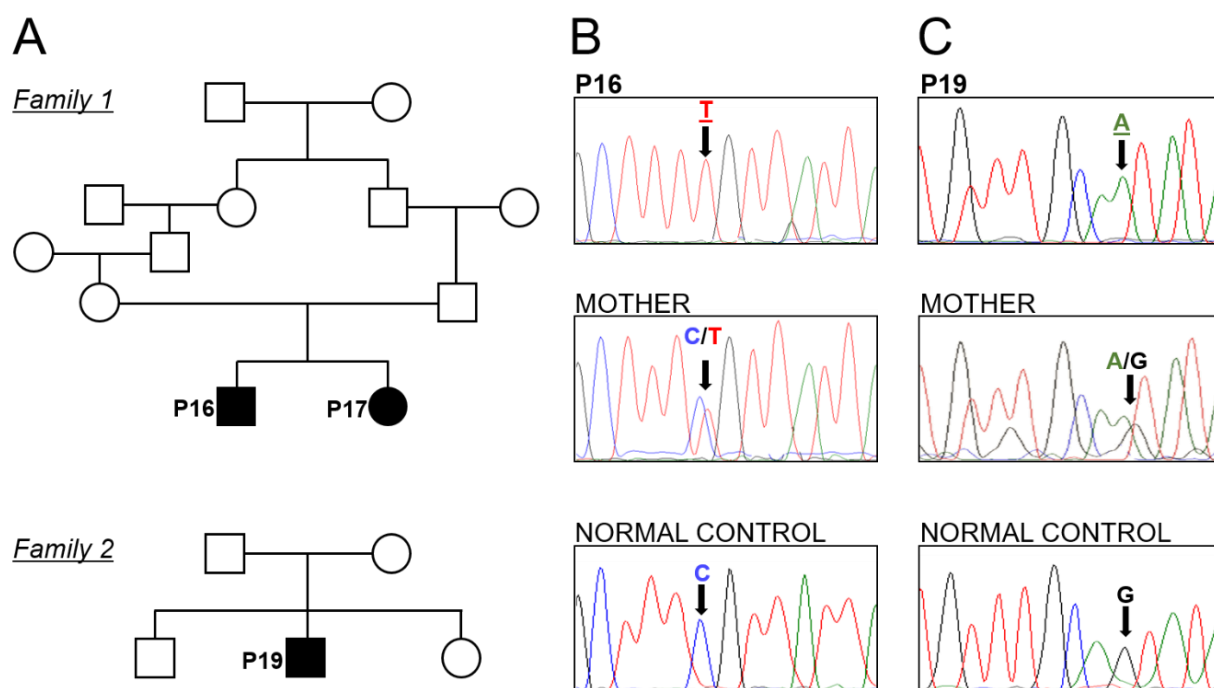 A
Family 1
P16
P17
Family 2
P19
B
P16
T
MOTHER
C/T
NORMAL CONTROL
C
C
P19
A
MOTHER
A/G
NORMAL CONTROL
G